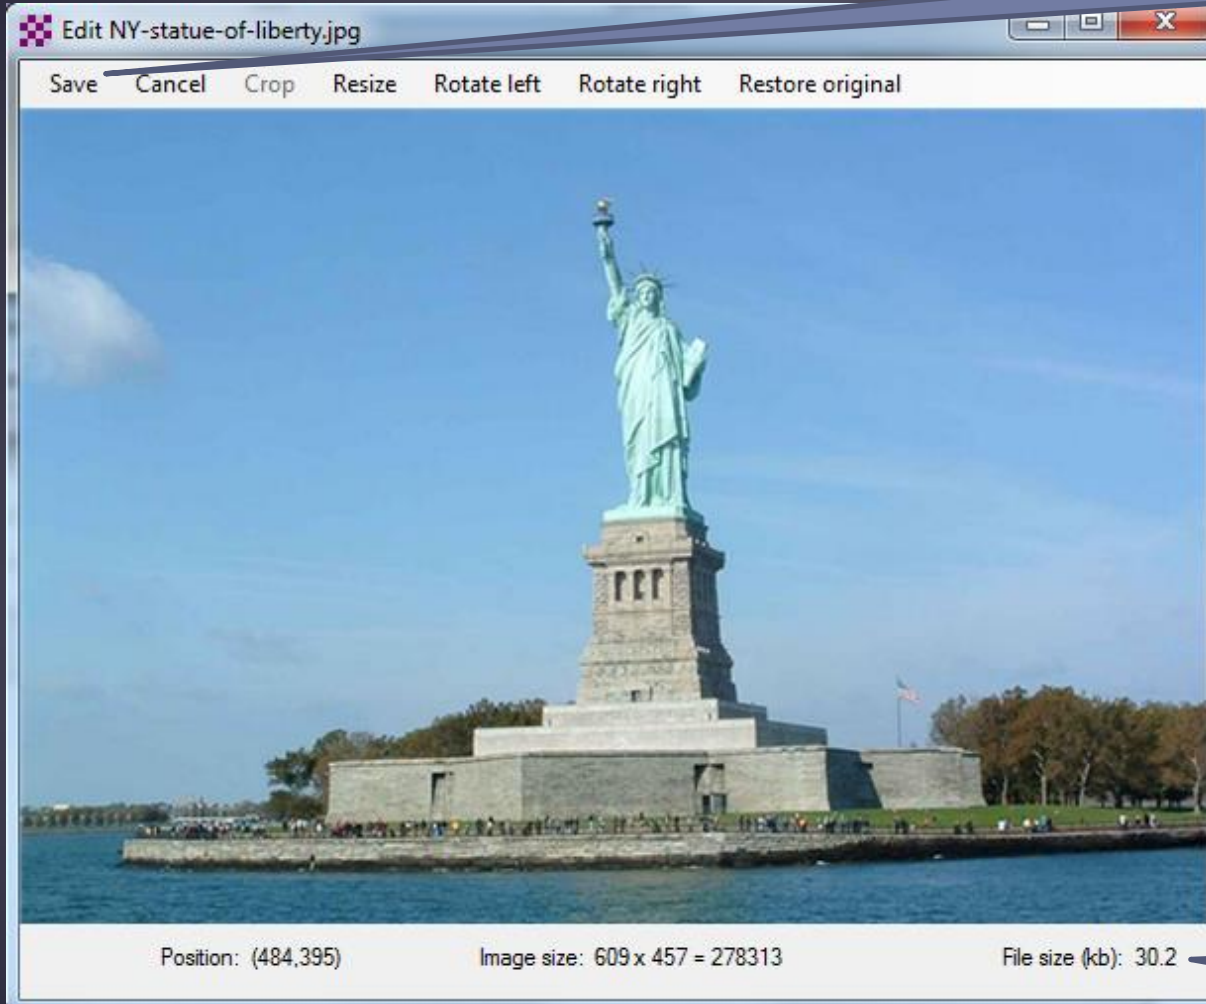 Edit NY-statue-of-liberty.jpg
Save Cancel Crop Resize Rotate left Rotate right Restore original
Position: (484,395) Image size: 609 x 457 = 278313 File size (kb): 30.2